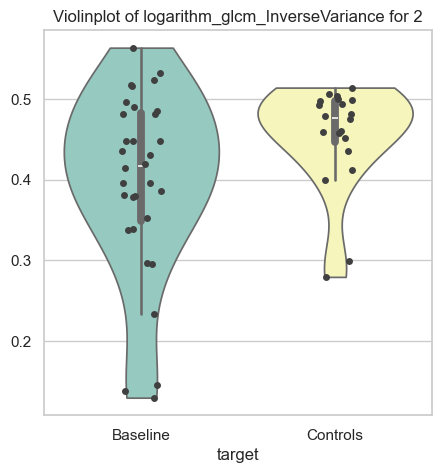 Violinplot of logarithm_glcm_InverseVariance for 2
0.5
0.4
0.3
0.2
Baseline
Controls
target